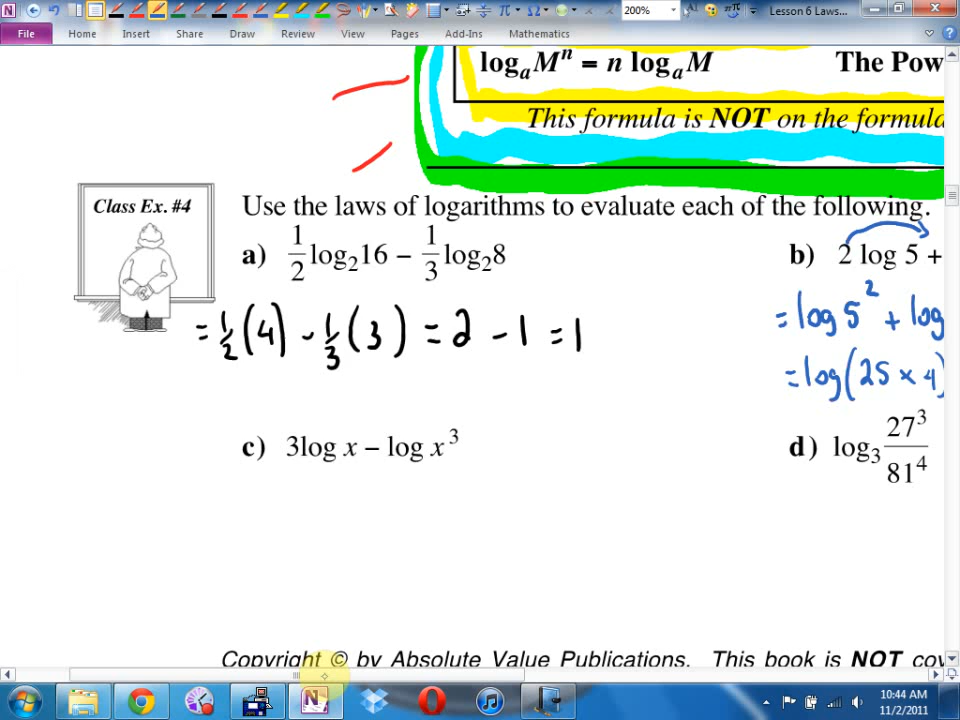 200%
Lesson 6 Laws...
File Home Insert Share Draw Review View Pages Add-Ins Mathematics
logₐMⁿ = n logₐM The Pow
This formula is NOT on the formula
Class Ex. #4
Use the laws of logarithms to evaluate each of the following.
a) 1/2 log₂16 − 1/3 log₂8
= 1/2 (4) - 1/3 (3) = 2 - 1 = 1
b) 2 log 5 +
= log 5² + log
= log(25 × 4)
c) 3log x − log x³
d) log₃ 27³/81⁴
Copyright © by Absolute Value Publications. This book is NOT cov
10:44 AM
11/2/2011